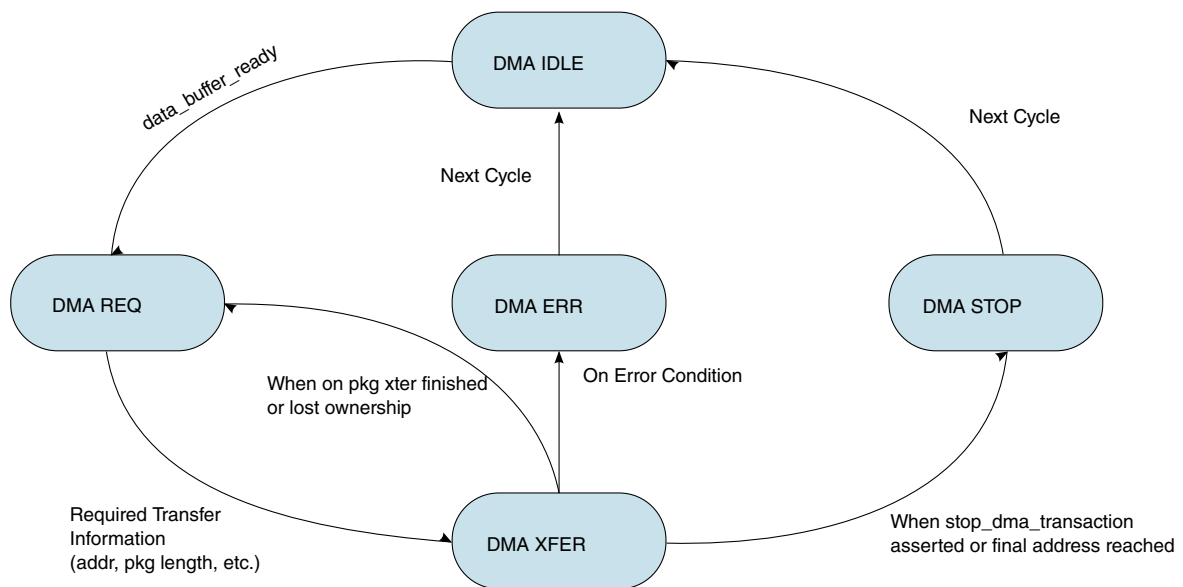 DMA IDLE
data_buffer_ready
Next Cycle
Next Cycle
DMA REQ
DMA ERR
DMA STOP
When on pkg xter finished
or lost ownership
On Error Condition
Required Transfer
Information
(addr, pkg length, etc.)
DMA XFER
When stop_dma_transaction
asserted or final address reached